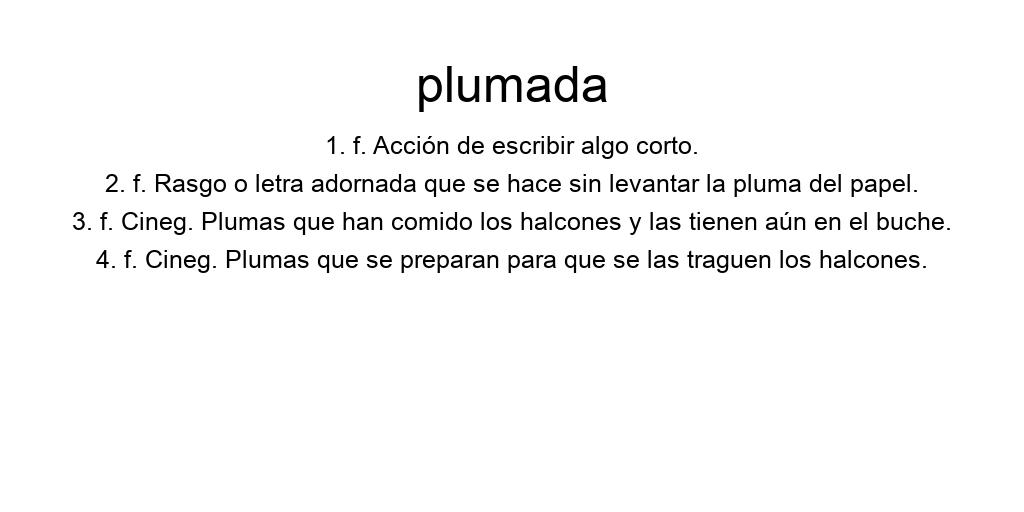 plumada
1. f. Acción de escribir algo corto.
2. f. Rasgo o letra adornada que se hace sin levantar la pluma del papel.
3. f. Cineg. Plumas que han comido los halcones y las tienen aún en el buche.
4. f. Cineg. Plumas que se preparan para que se las traguen los halcones.